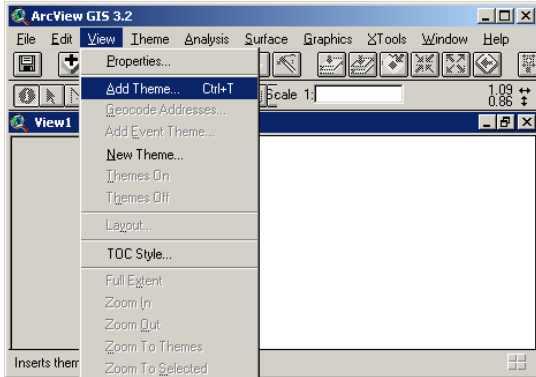 ArcView GIS 3.2
File Edit View Theme Analysis Surface Graphics XTools Window Help
Properties...
Add Theme... Ctrl+T
Scale 1:
1.09
0.86
View1
Geocode Addresses...
Add Event Theme...
New Theme...
Themes On
Themes Off
Layout...
TOC Style...
Full Extent
Zoom In
Zoom Out
Zoom To Themes
Zoom To Selected
Inserts them